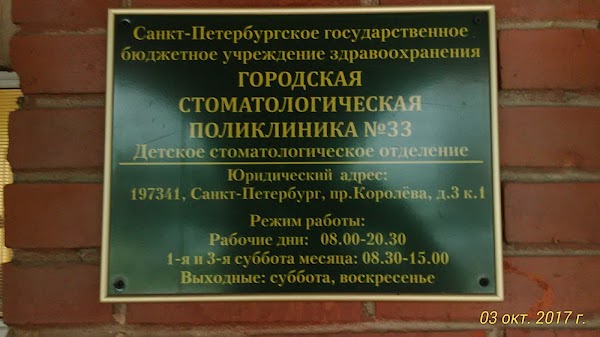 Санкт-Петербургское государственное
бюджетное учреждение здравоохранения
ГОРОДСКАЯ
СТОМАТОЛОГИЧЕСКАЯ
ПОЛИКЛИНИКА №33
Детское стоматологическое отделение
Юридический адрес:
197341, Санкт-Петербург, пр.Королёва, д.3 к.1
Режим работы:
Рабочие дни: 08.00-20.30
1-я и 3-я суббота месяца: 08.30-15.00
Выходные: суббота, воскресенье
03 окт. 2017 г.